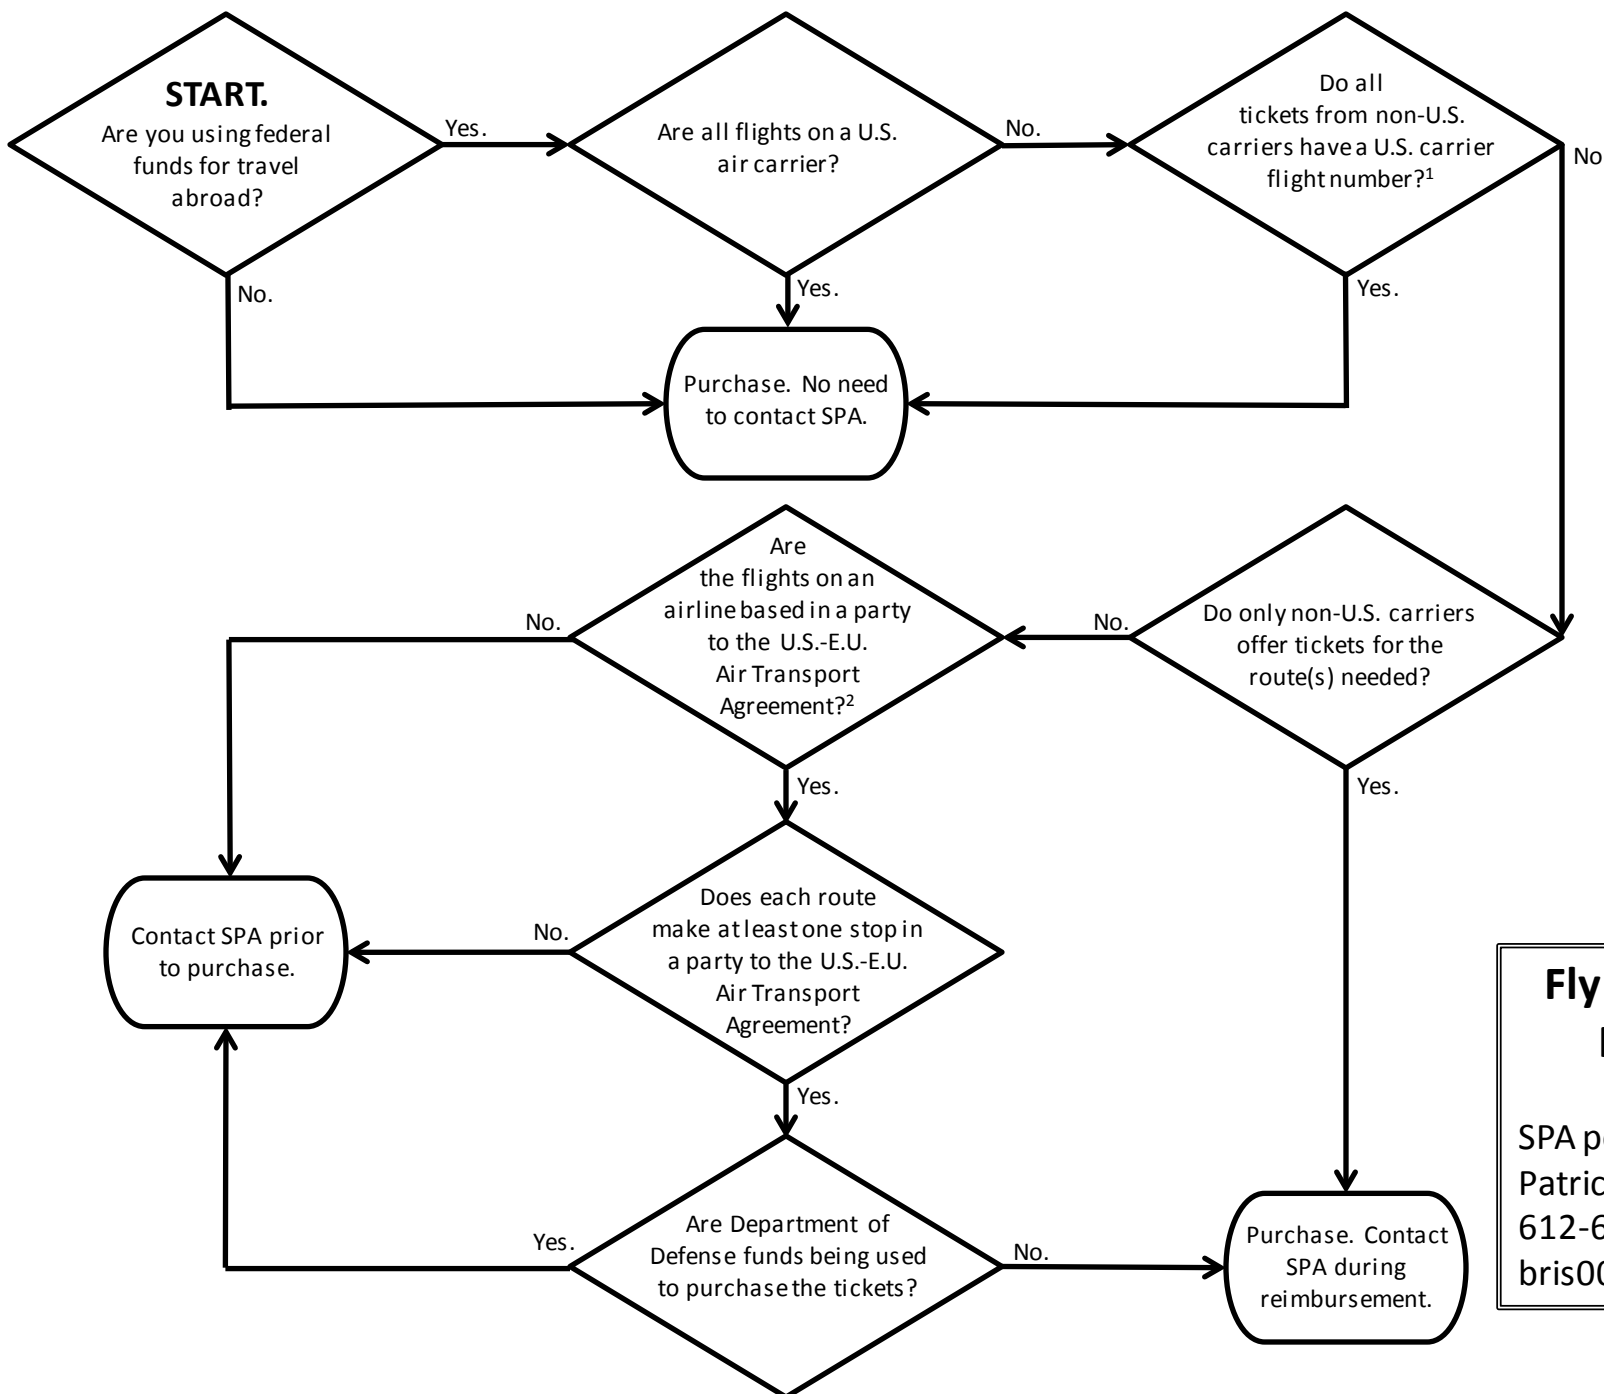 START.
Are you using federal
funds for travel
abroad?
Yes.
Are all flights on a U.S.
air carrier?
No.
Do all
tickets from non-U.S.
carriers have a U.S. carrier
flight number?¹
No
No.
Yes.
Yes.
Purchase. No need
to contact SPA.
Are
the flights on an
airline based in a party
to the U.S.-E.U.
Air Transport
Agreement?²
No.
No.
Do only non-U.S. carriers
offer tickets for the
route(s) needed?
Yes.
Yes.
Contact SPA prior
to purchase.
No.
Does each route
make at least one stop in
a party to the U.S.-E.U.
Air Transport
Agreement?
Yes.
Yes.
Are Department of
Defense funds being used
to purchase the tickets?
No.
Purchase. Contact
SPA during
reimbursement.
Fly
SPA
612-6